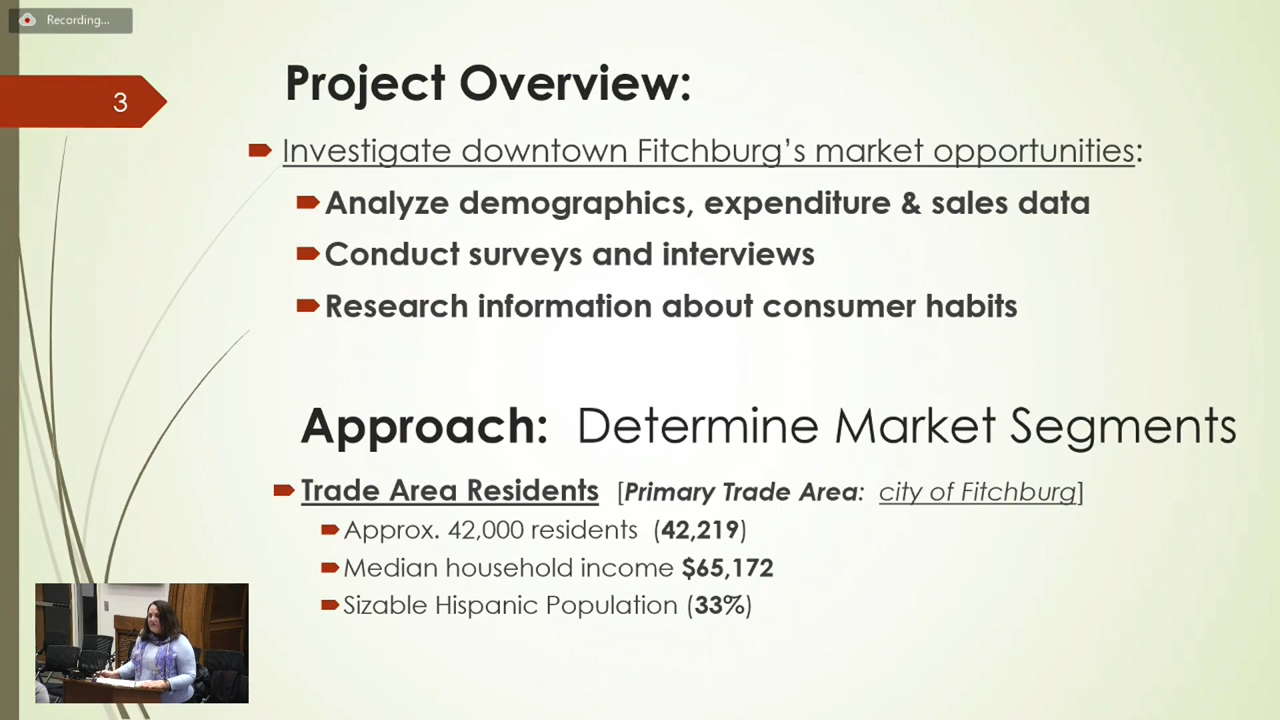 Recording...
3
Project Overview:
Investigate downtown Fitchburg’s market opportunities:
Analyze demographics, expenditure & sales data
Conduct surveys and interviews
Research information about consumer habits
Approach: Determine Market Segments
Trade Area Residents [Primary Trade Area: city of Fitchburg]
Approx. 42,000 residents (42,219)
Median household income $65,172
Sizable Hispanic Population (33%)